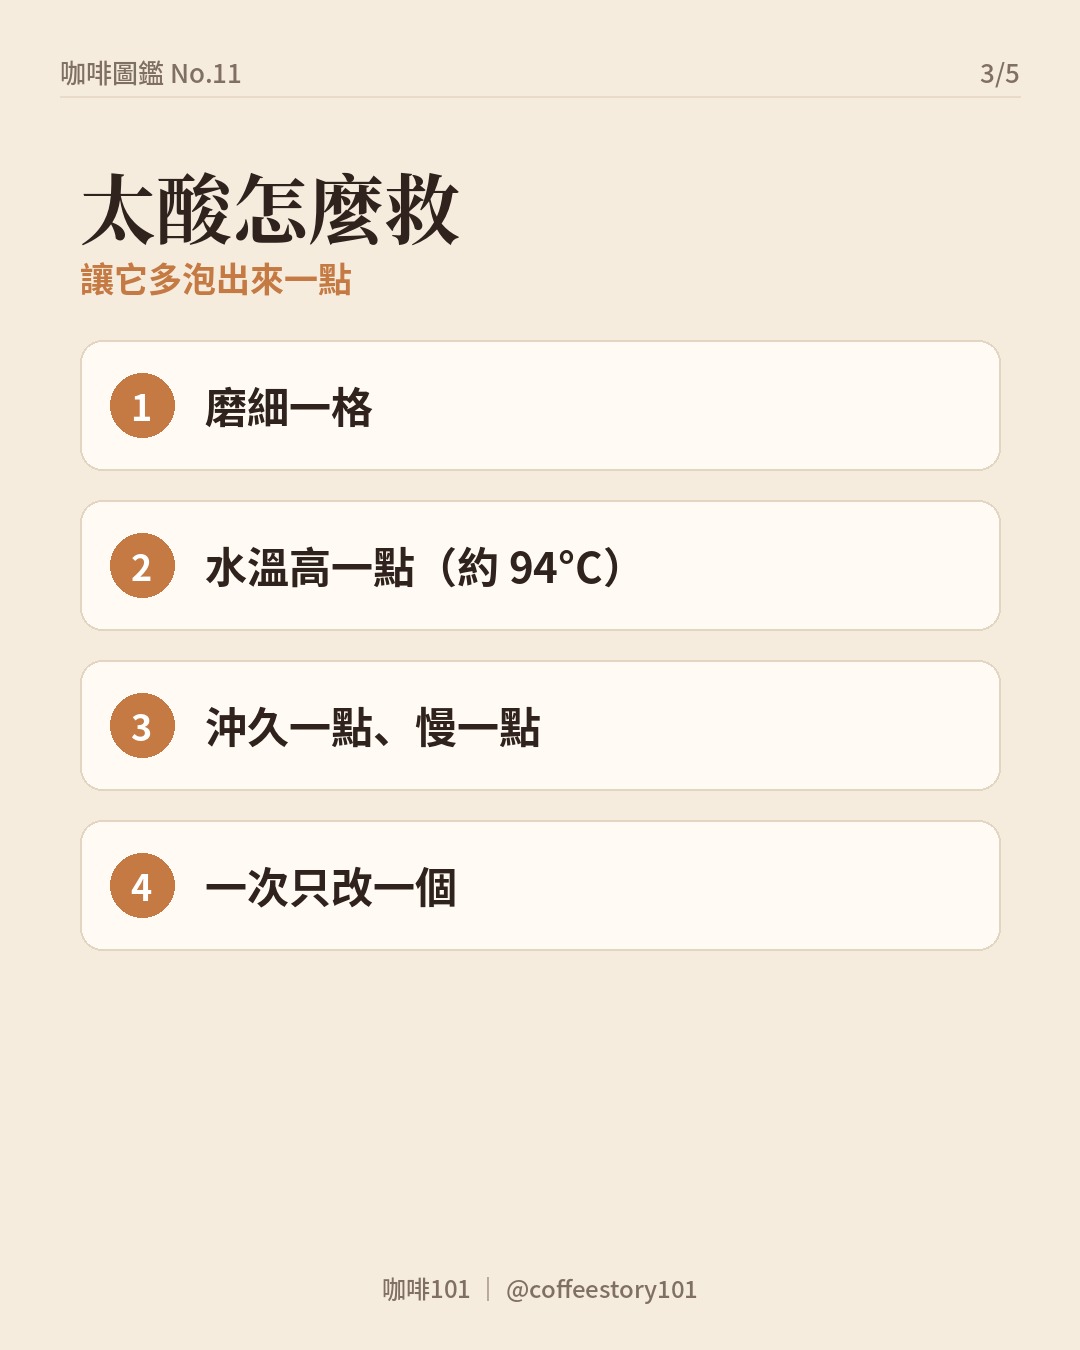 咖啡圖鑑 No.11
3/5
太酸怎麼救
讓它多泡出來一點
1 磨細一格
2 水溫高一點（約 94°C）
3 沖久一點、慢一點
4 一次只改一個
咖啡101｜@coffeestory101